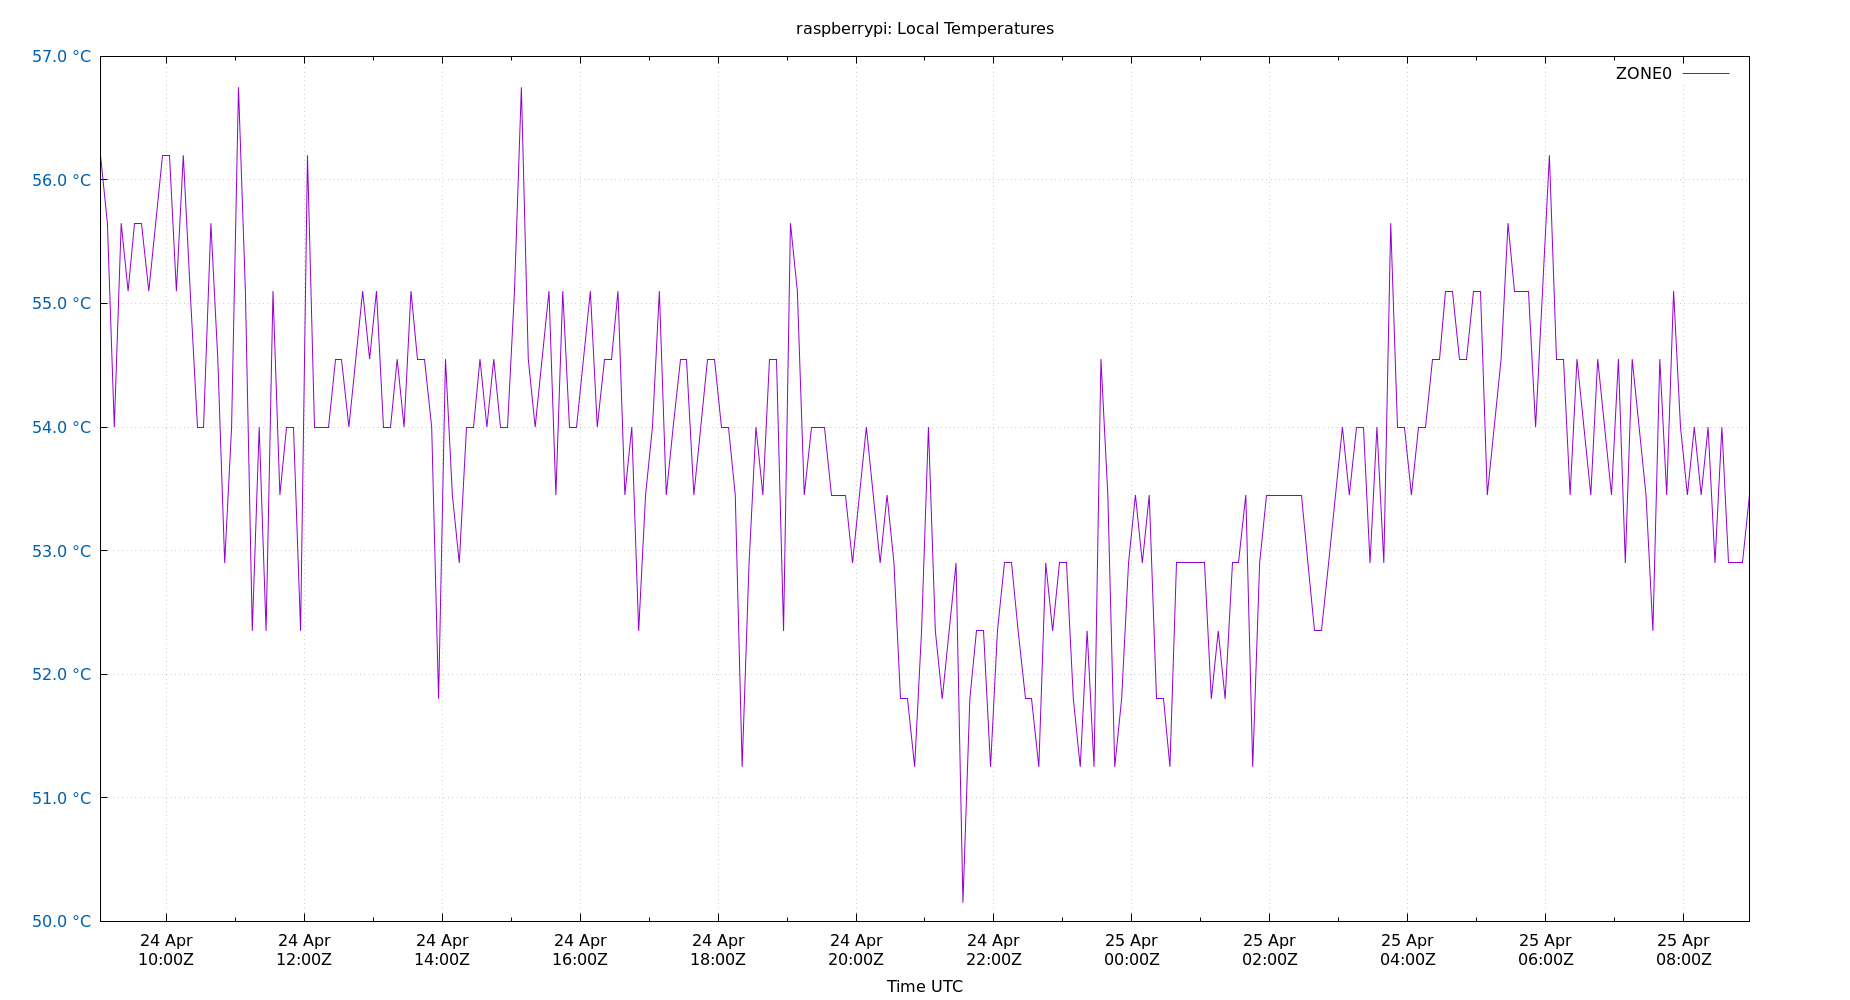 raspberrypi: Local Temperatures
57.0 °C
ZONE0
56.0 °C
55.0 °C
54.0 °C
53.0 °C
52.0 °C
51.0 °C
50.0 °C
24 Apr 24 Apr 24 Apr 24 Apr 24 Apr 24 Apr 24 Apr 25 Apr 25 Apr 25 Apr 25 Apr 25 Apr
10:00Z 12:00Z 14:00Z 16:00Z 18:00Z 20:00Z 22:00Z 00:00Z 02:00Z 04:00Z 06:00Z 08:00Z
Time UTC